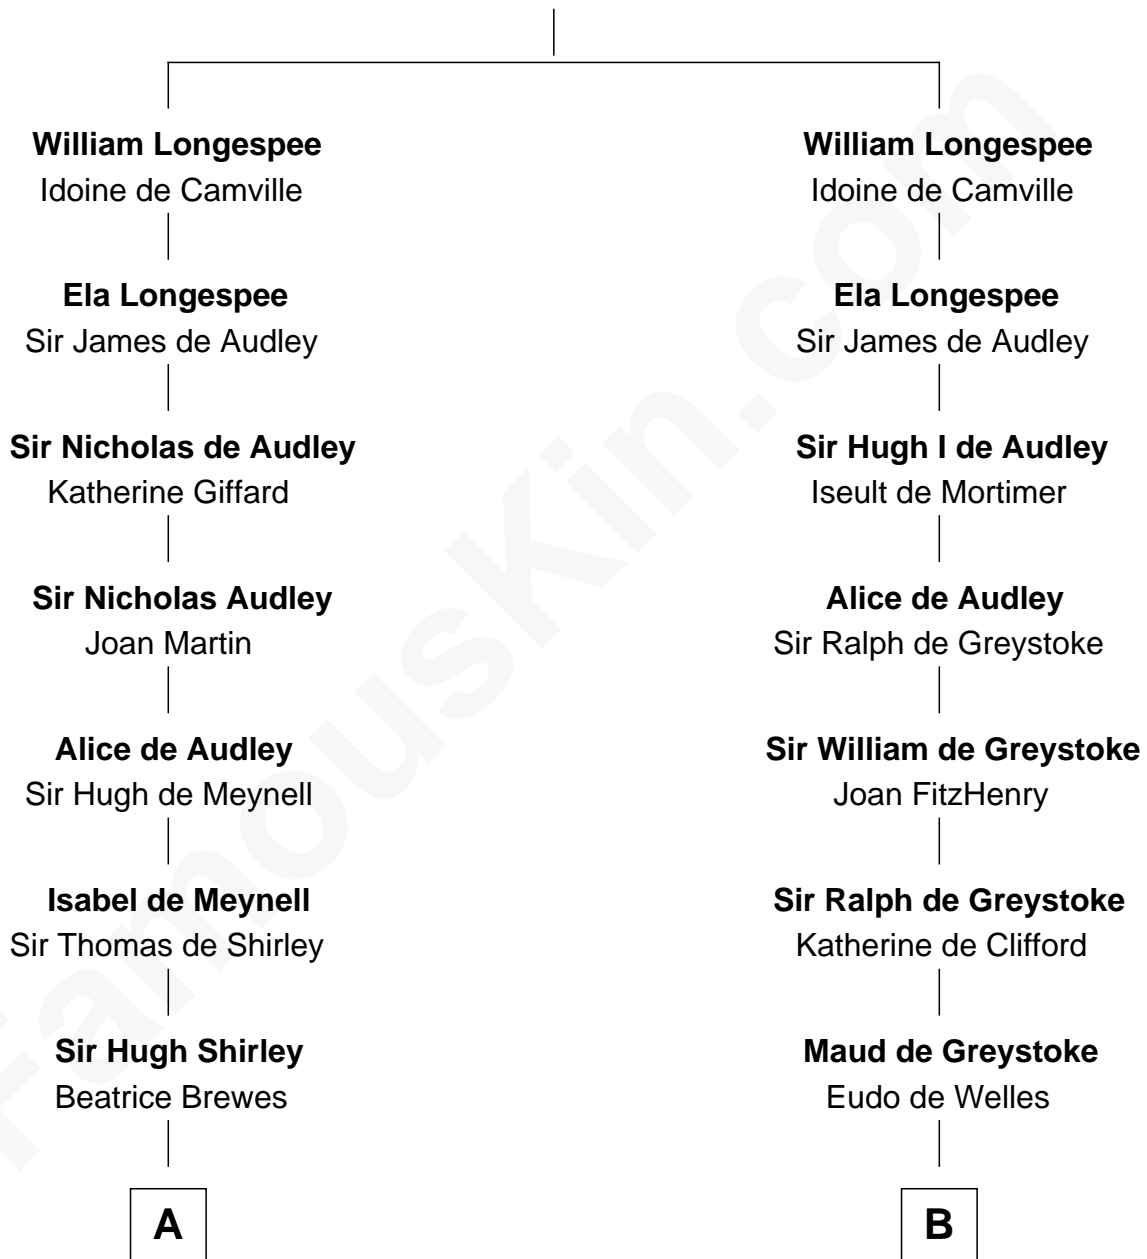 William Longespee
Idoine de Camville
Ela Longespee
Sir James de Audley
Sir Nicholas de Audley
Katherine Giffard
Sir Nicholas Audley
Joan Martin
Alice de Audley
Sir Hugh de Meynell
Isabel de Meynell
Sir Thomas de Shirley
Sir Hugh Shirley
Beatrice Brewes
A
William Longespee
Idoine de Camville
Ela Longespee
Sir James de Audley
Sir Hugh I de Audley
Iseult de Mortimer
Alice de Audley
Sir Ralph de Greystoke
Sir William de Greystoke
Joan FitzHenry
Sir Ralph de Greystoke
Katherine de Clifford
Maud de Greystoke
Eudo de Welles
B
FamousKin.com